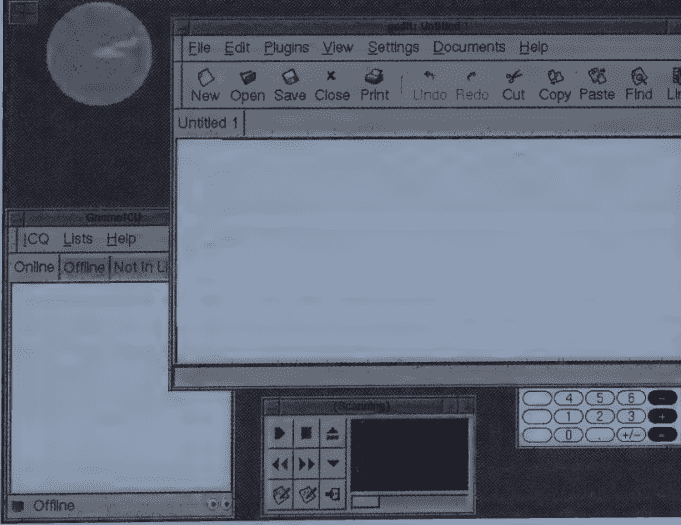 gedit: Untitled 1
File Edit Plugins View Settings Documents Help
New Open Save Close Print Undo Redo Cut Copy Paste Find
Untitled 1
GnomeICU
ICQ Lists Help
Online Offline Not In
Offline
(Scanning)
4 5 6 -
1 2 3 +
0 . +/- =